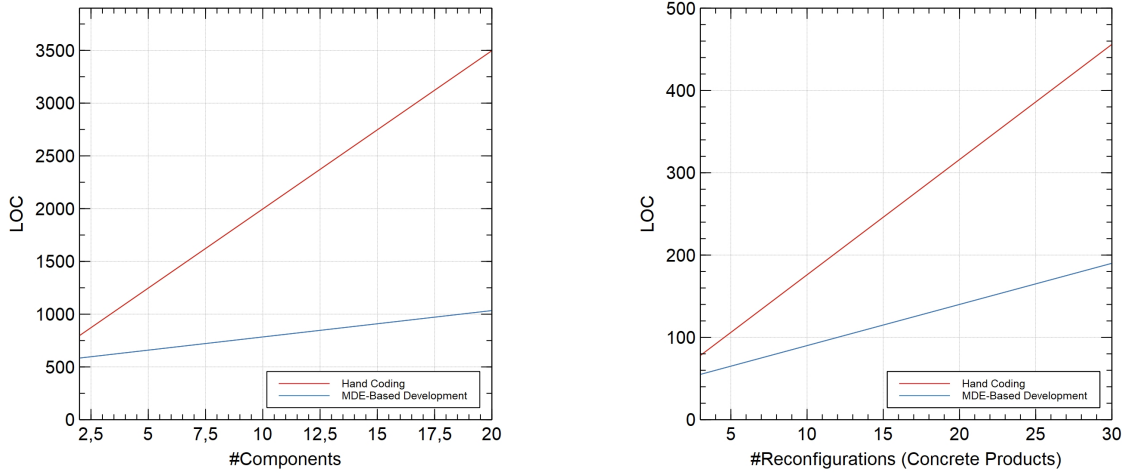 3500
3000
2500
2000
1500
1000
500
0
LOC
2,5 5 7,5 10 12,5 15 17,5 20
#Components
Hand Coding
MDE-Based Development
500
400
300
200
100
0
LOC
5 10 15 20 25 30
#Reconfigurations (Concrete Products)
Hand Coding
MDE-Based Development